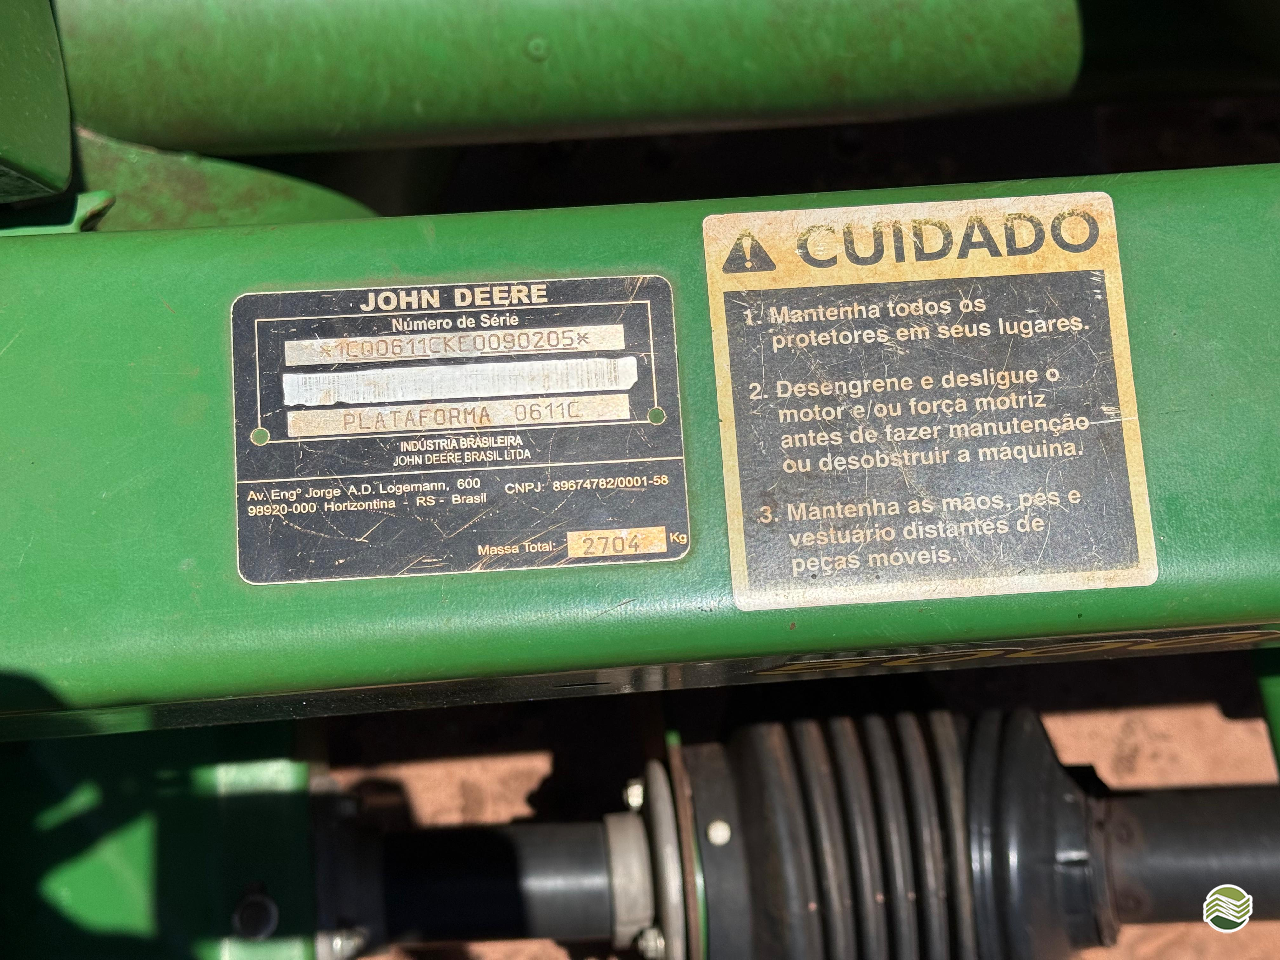 JOHN DEERE
Número de Série
*1CQ0611CKE0090205*
PLATAFORMA 0611C
INDÚSTRIA BRASILEIRA
JOHN DEERE BRASIL LTDA
Av. Engº Jorge A.D. Logemann, 600 CNPJ: 89674782/0001-58
98920-000 Horizontina - RS - Brasil
Massa Total: 2704 Kg
CUIDADO
1. Mantenha todos os
protetores em seus lugares.
2. Desengrene e desligue o
motor e/ou força motriz
antes de fazer manutenção
ou desobstruir a máquina.
3. Mantenha as mãos, pés e
vestuário distantes de
peças móveis.